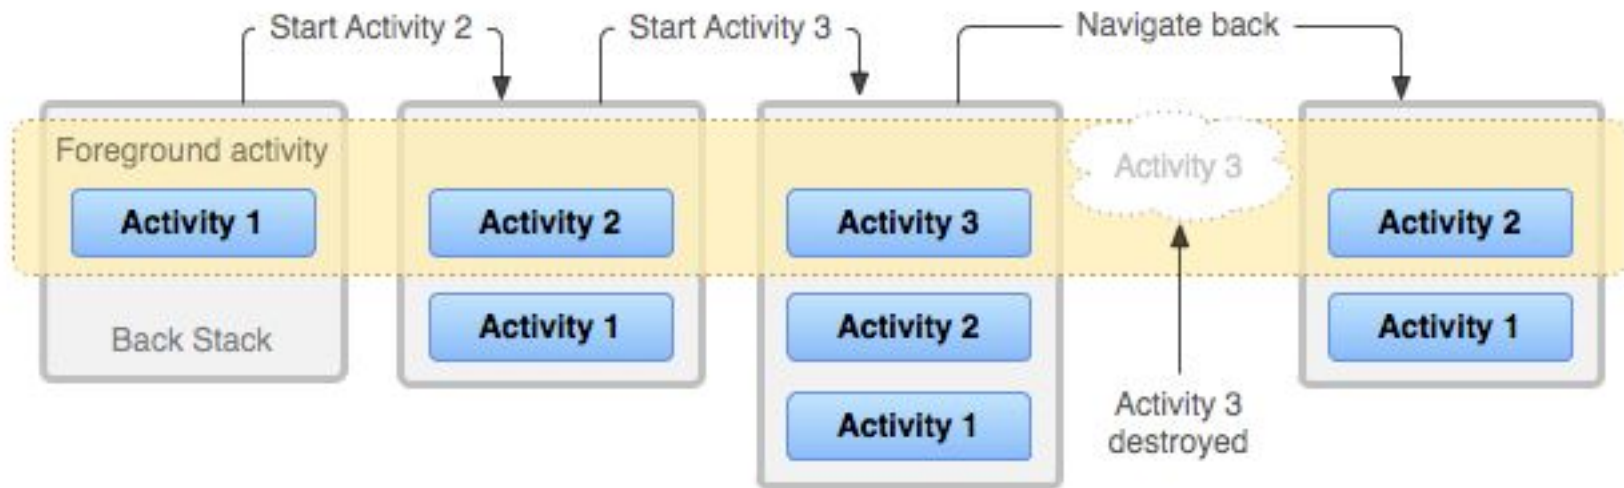 Start Activity 2
Start Activity 3
Navigate back
Foreground activity
Activity 1
Back Stack
Activity 2
Activity 1
Activity 3
Activity 2
Activity 1
Activity 3
Activity 3
destroyed
Activity 2
Activity 1